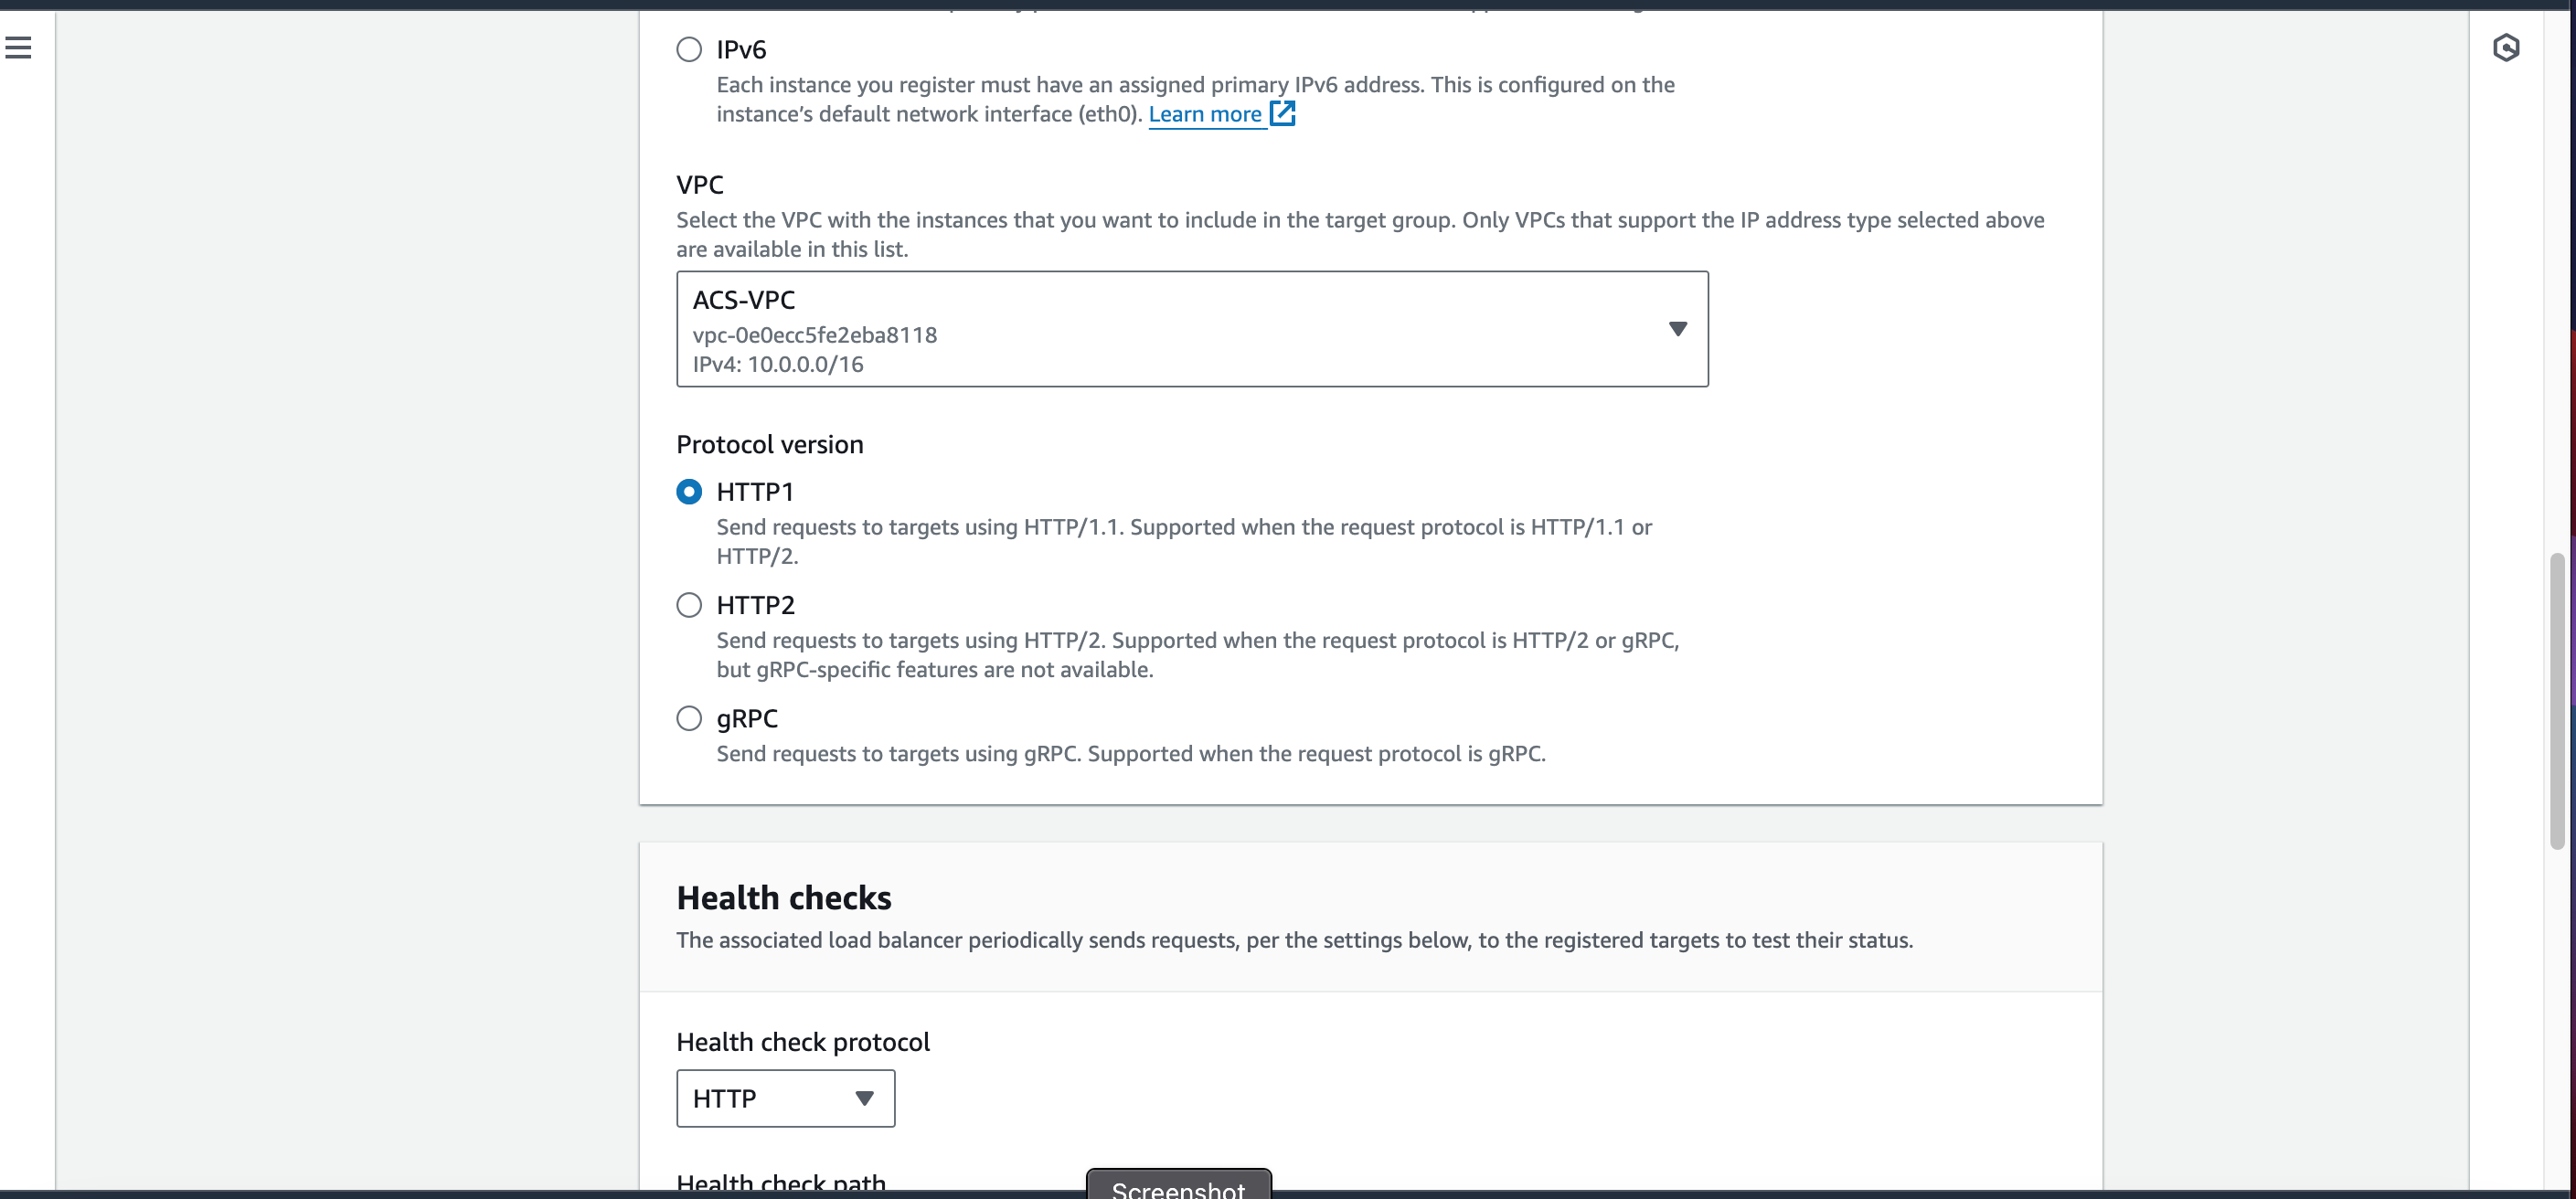 IPv6
Each instance you register must have an assigned primary IPv6 address. This is configured on the
instance’s default network interface (eth0). Learn more
VPC
Select the VPC with the instances that you want to include in the target group. Only VPCs that support the IP address type selected above
are available in this list.
ACS-VPC
vpc-0e0ecc5fe2eba8118
IPv4: 10.0.0.0/16
Protocol version
HTTP1
Send requests to targets using HTTP/1.1. Supported when the request protocol is HTTP/1.1 or
HTTP/2.
HTTP2
Send requests to targets using HTTP/2. Supported when the request protocol is HTTP/2 or gRPC,
but gRPC-specific features are not available.
gRPC
Send requests to targets using gRPC. Supported when the request protocol is gRPC.
Health checks
The associated load balancer periodically sends requests, per the settings below, to the registered targets to test their status.
Health check protocol
HTTP
Health check path
Screenshot